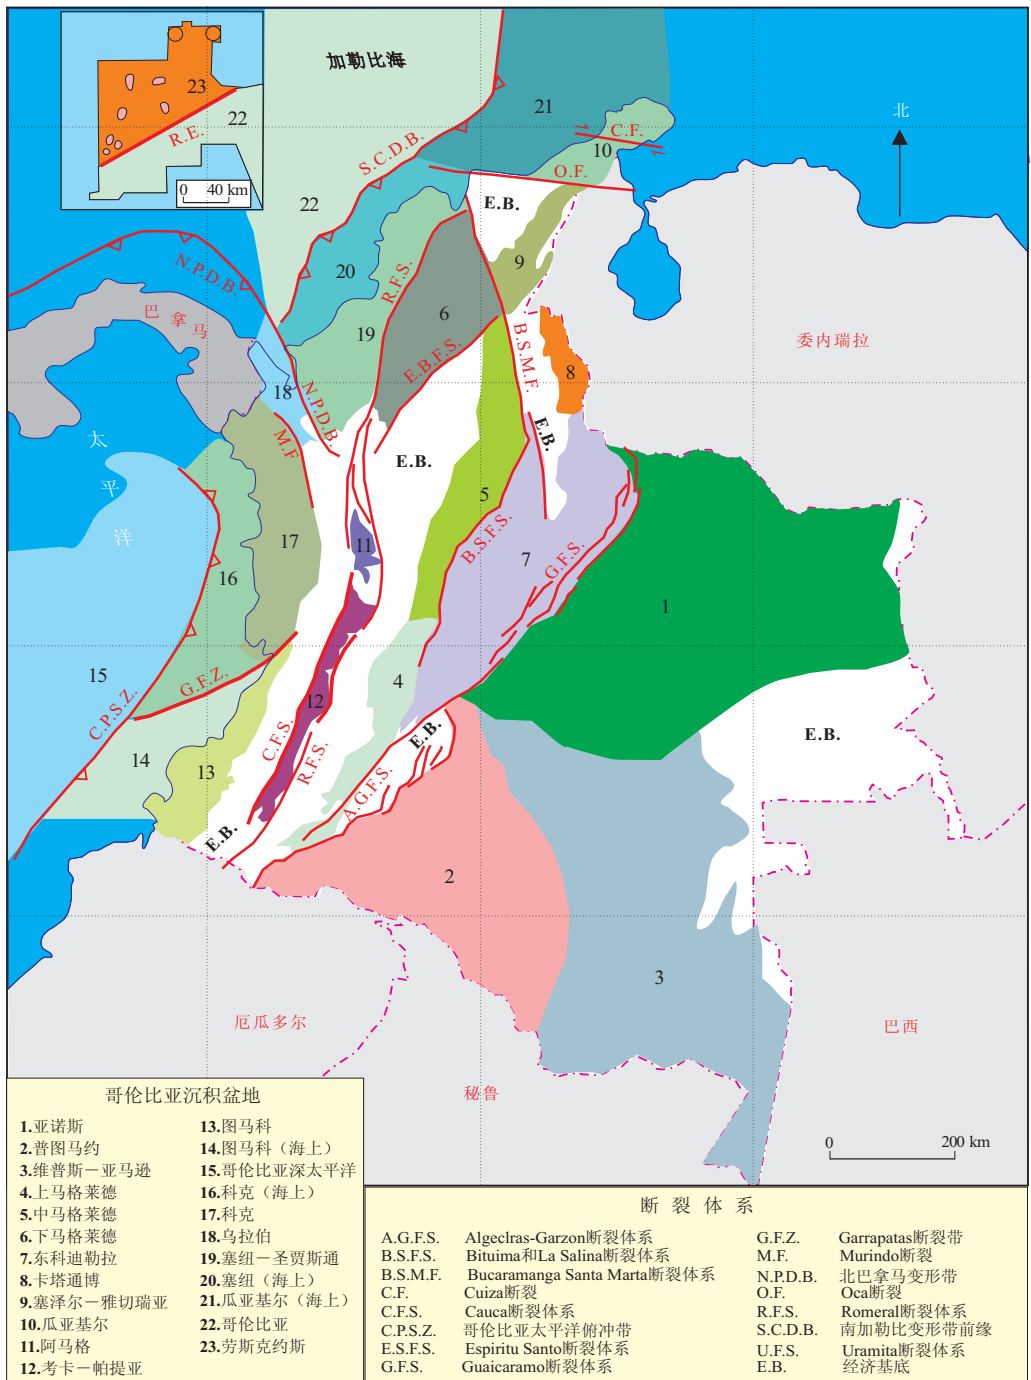 加勒比海
23
22
R.E.
0 40 km
21
北
C.F.
10
O.F.
S.C.D.B.
22
E.B.
9
N.P.D.B.
20
R.F.S.
6
19
巴拿马
E.B.F.S.
B.S.M.F.
委内瑞拉
8
18
N.P.D.B.
M.F
太平洋
E.B.
E.B.
5
17
11
B.S.F.S.
7
G.F.S.
16
1
15
G.F.Z.
C.P.S.Z.
4
12
C.F.S.
R.F.S.
E.B.
E.B.
14
13
A.G.F.S.
E.B.
2
3
厄瓜多尔
巴西
秘鲁
0 200 km
哥伦比亚沉积盆地
1.亚诺斯
2.普图马约
3.维普斯－亚马逊
4.上马格莱德
5.中马格莱德
6.下马格莱德
7.东科迪勒拉
8.卡塔通博
9.塞泽尔－雅切瑞亚
10.瓜亚基尔
11.阿马格
12.考卡－帕提亚
13.图马科
14.图马科（海上）
15.哥伦比亚深太平洋
16.科克（海上）
17.科克
18.乌拉伯
19.塞纽－圣贾斯通
20.塞纽（海上）
21.瓜亚基尔（海上）
22.哥伦比亚
23.劳斯克约斯
断裂体系
A.G.F.S. Algeclras-Garzon断裂体系
B.S.F.S. Bituima和La Salina断裂体系
B.S.M.F. Bucaramanga Santa Marta断裂体系
C.F. Cuiza断裂
C.F.S. Cauca断裂体系
C.P.S.Z. 哥伦比亚太平洋俯冲带
E.S.F.S. Espiritu Santo断裂体系
G.F.S. Guaicaramo断裂体系
G.F.Z. Garrapatas断裂带
M.F. Murindo断裂
N.P.D.B. 北巴拿马变形带
O.F. Oca断裂
R.F.S. Romeral断裂体系
S.C.D.B. 南加勒比变形带前缘
U.F.S. Uramita断裂体系
E.B. 经济基底